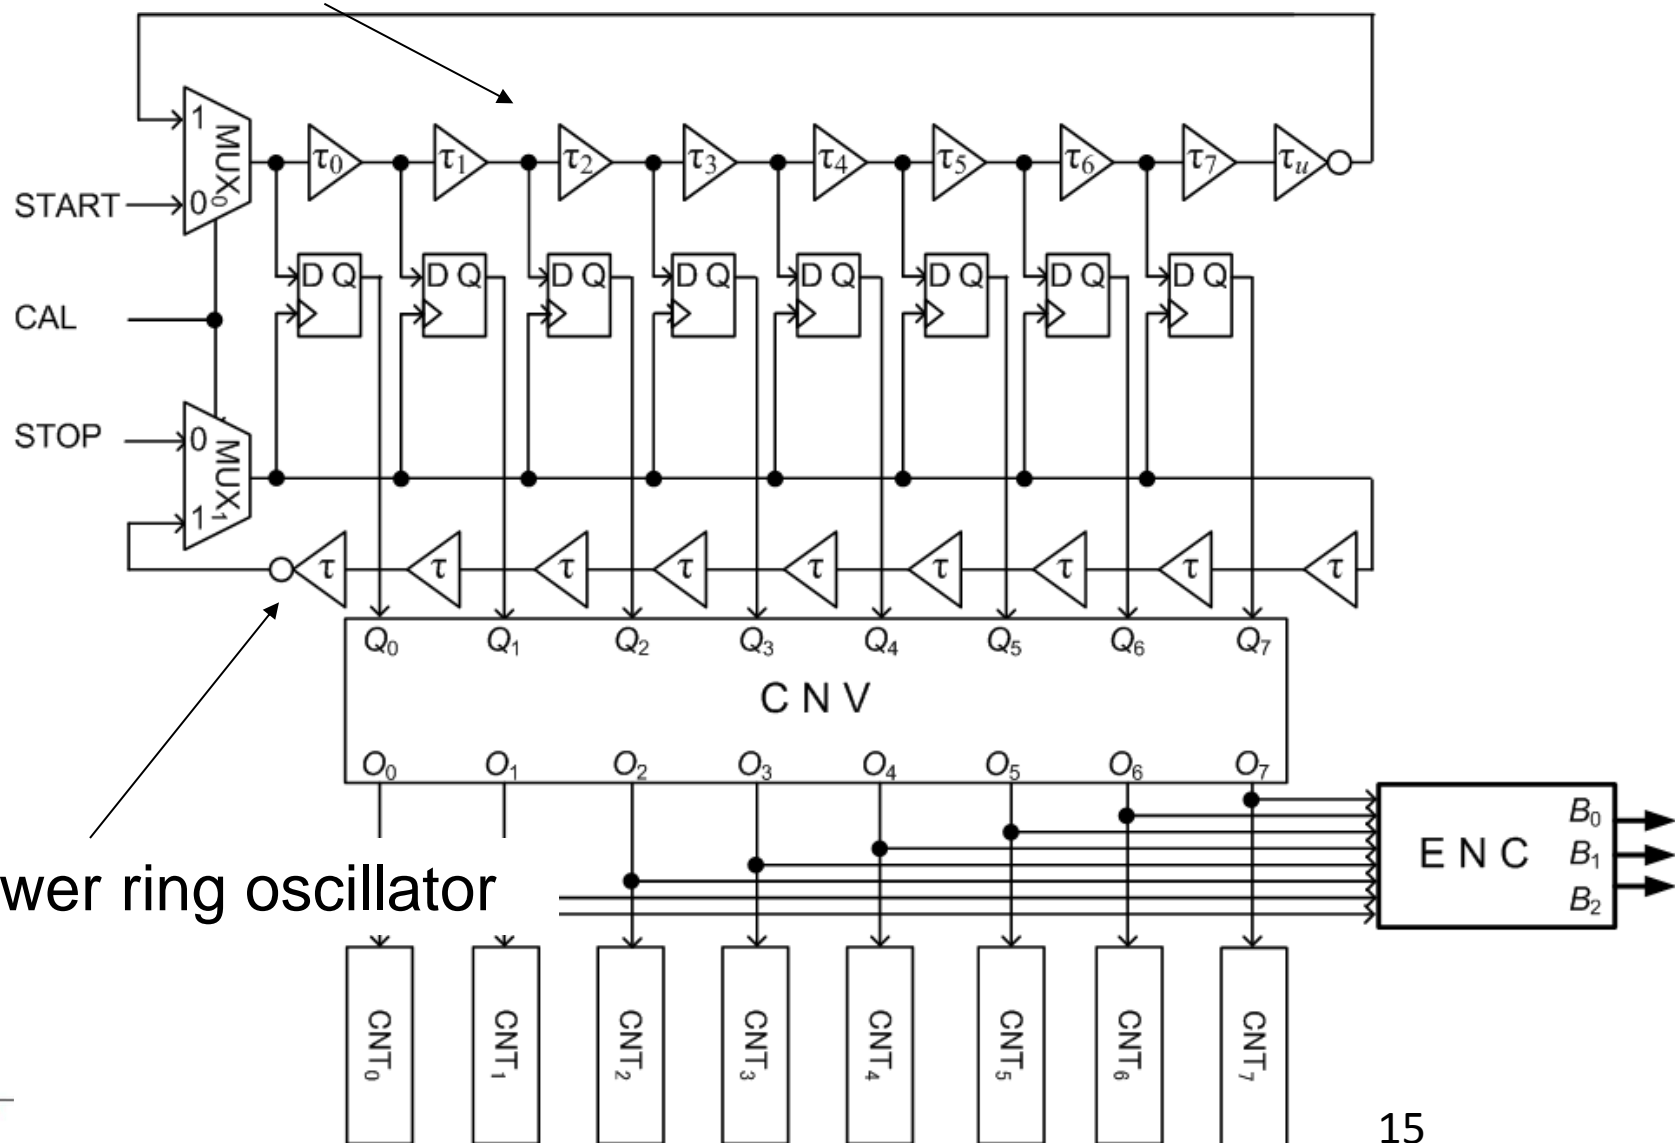 1
MUX0
START
0
τ0 τ1 τ2 τ3 τ4 τ5 τ6 τ7 τu
D Q D Q D Q D Q D Q D Q D Q D Q
CAL
STOP
0
MUX1
1
τ τ τ τ τ τ τ τ τ
Q0 Q1 Q2 Q3 Q4 Q5 Q6 Q7
C N V
O0 O1 O2 O3 O4 O5 O6 O7
E N C
B0
B1
B2
ring oscillator
CNT0 CNT1 CNT2 CNT3 CNT4 CNT5 CNT6 CNT7
15